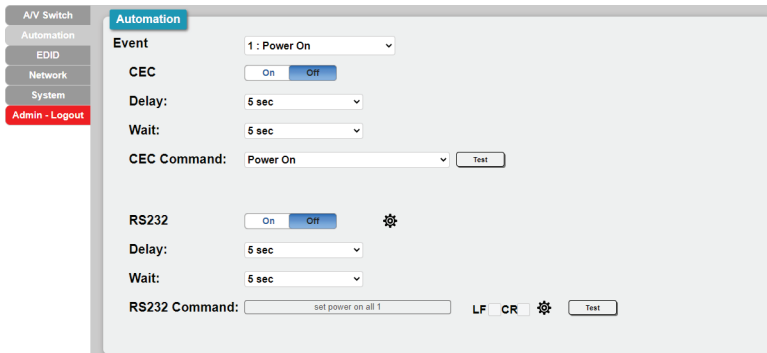 A/V Switch
Automation
EDID
Network
System
Admin - Logout
Automation
Event 1 : Power On
CEC On Off
Delay: 5 sec
Wait: 5 sec
CEC Command: Power On Test
RS232 On Off
Delay: 5 sec
Wait: 5 sec
RS232 Command: set power on all 1 LF CR Test